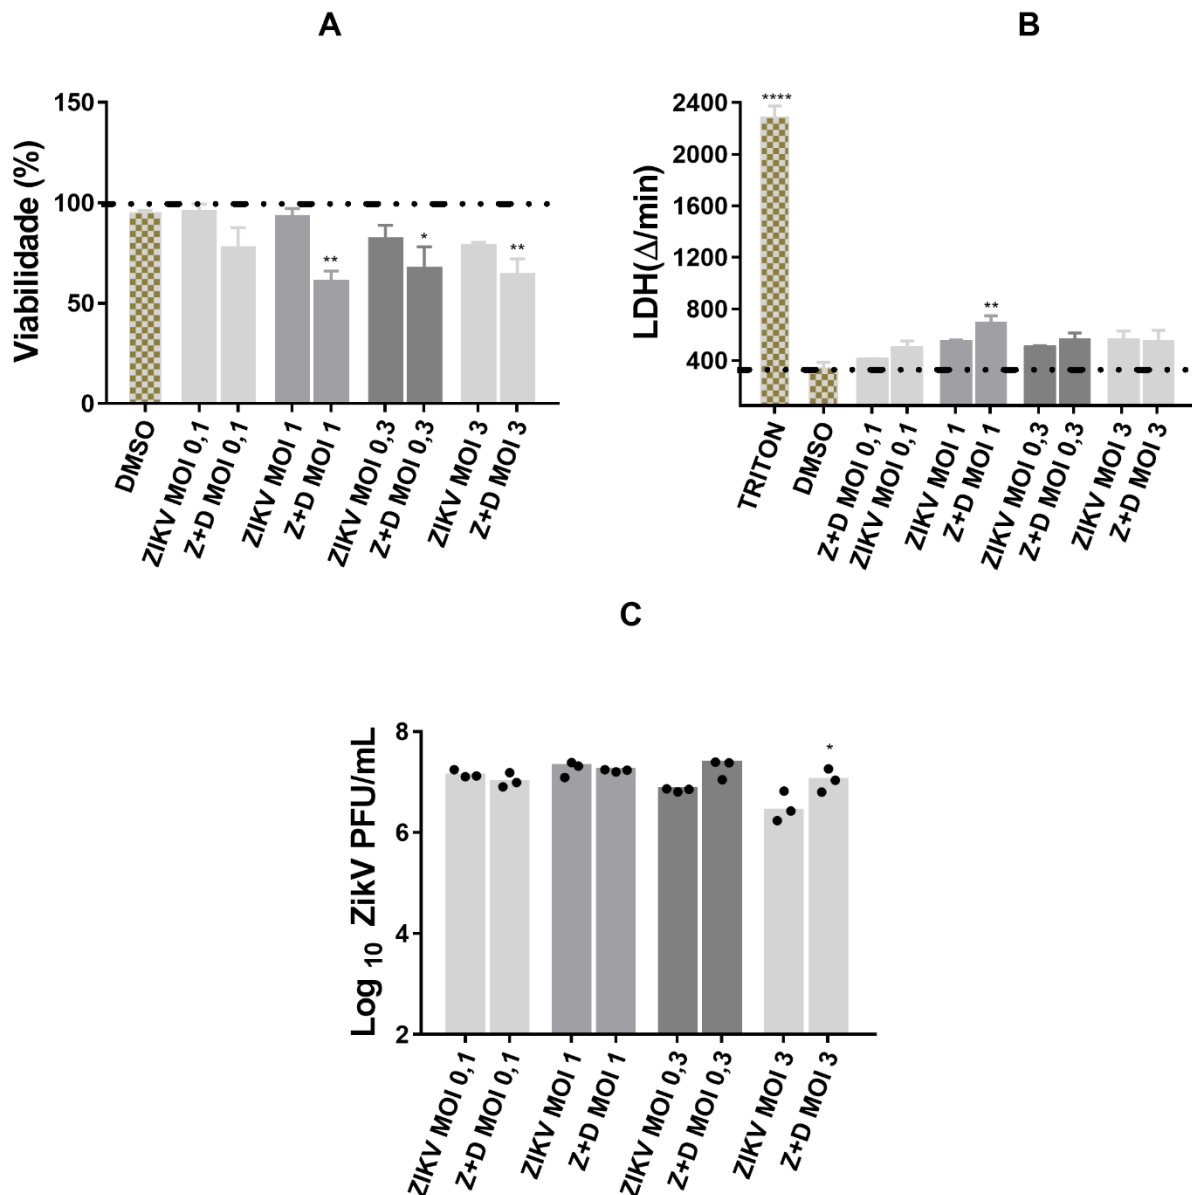 A
Viabilidade (%)
150
100
50
0
DMSO
ZIKV MOI 0,1
Z+D MOI 0,1
ZIKV MOI 1
Z+D MOI 1
ZIKV MOI 0,3
Z+D MOI 0,3
ZIKV MOI 3
Z+D MOI 3
**
*
**
B
LDH(Δ/min)
2400
2000
1600
1200
800
400
****
**
TRITON
DMSO
Z+D MOI 0,1
ZIKV MOI 0,1
ZIKV MOI 1
Z+D MOI 1
ZIKV MOI 0,3
Z+D MOI 0,3
ZIKV MOI 3
Z+D MOI 3
C
Log 10 ZikV PFU/mL
8
6
4
2
*
ZIKV MOI 0,1
Z+D MOI 0,1
ZIKV MOI 1
Z+D MOI 1
ZIKV MOI 0,3
Z+D MOI 0,3
ZIKV MOI 3
Z+D MOI 3